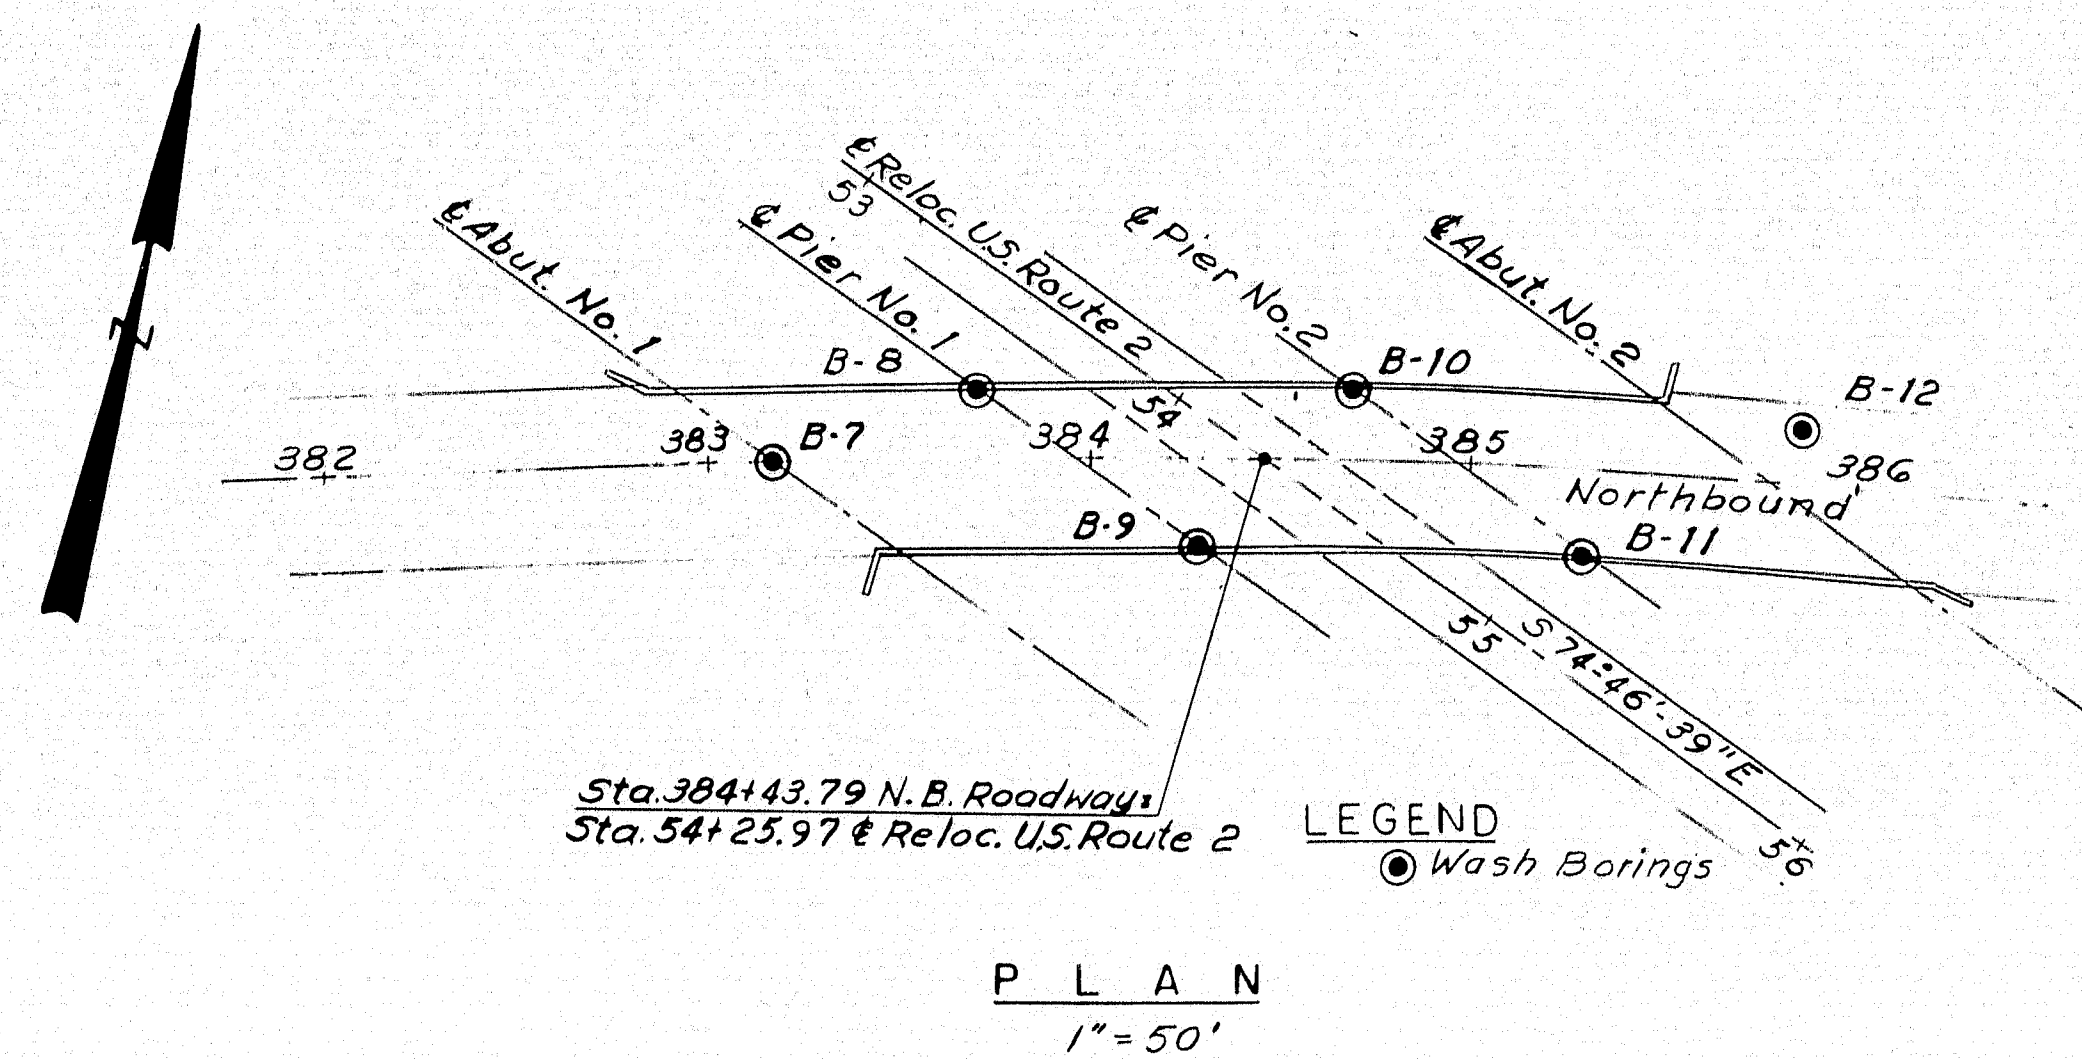 ℄ Reloc. U.S. Route 2
53
℄ Abut. No. 1
℄ Pier No. 1
℄ Pier No. 2
℄ Abut. No. 2
N
B-8
B-10
B-12
54
382
383
B-7
384
385
386
Northbound
B-9
B-11
55
S 74°-46'-39" E
Sta. 384+43.79 N.B. Roadway=
Sta. 54+25.97 ℄ Reloc. U.S. Route 2
56
LEGEND
Wash Borings
PLAN
1" = 50'